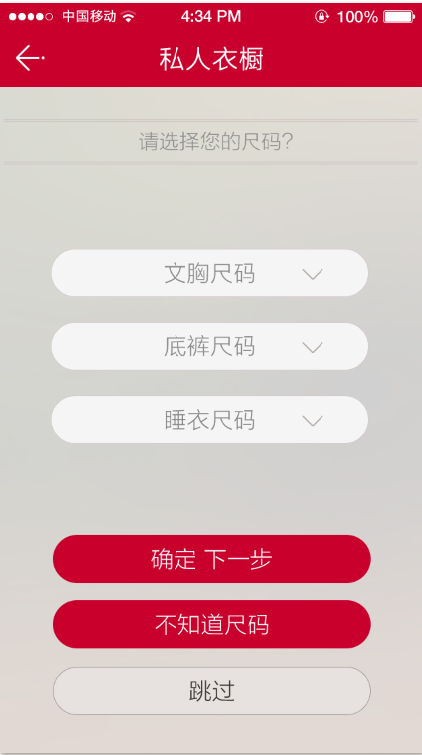 中国移动 4:34 PM 100%
私人衣橱
请选择您的尺码?
文胸尺码
底裤尺码
睡衣尺码
确定 下一步
不知道尺码
跳过